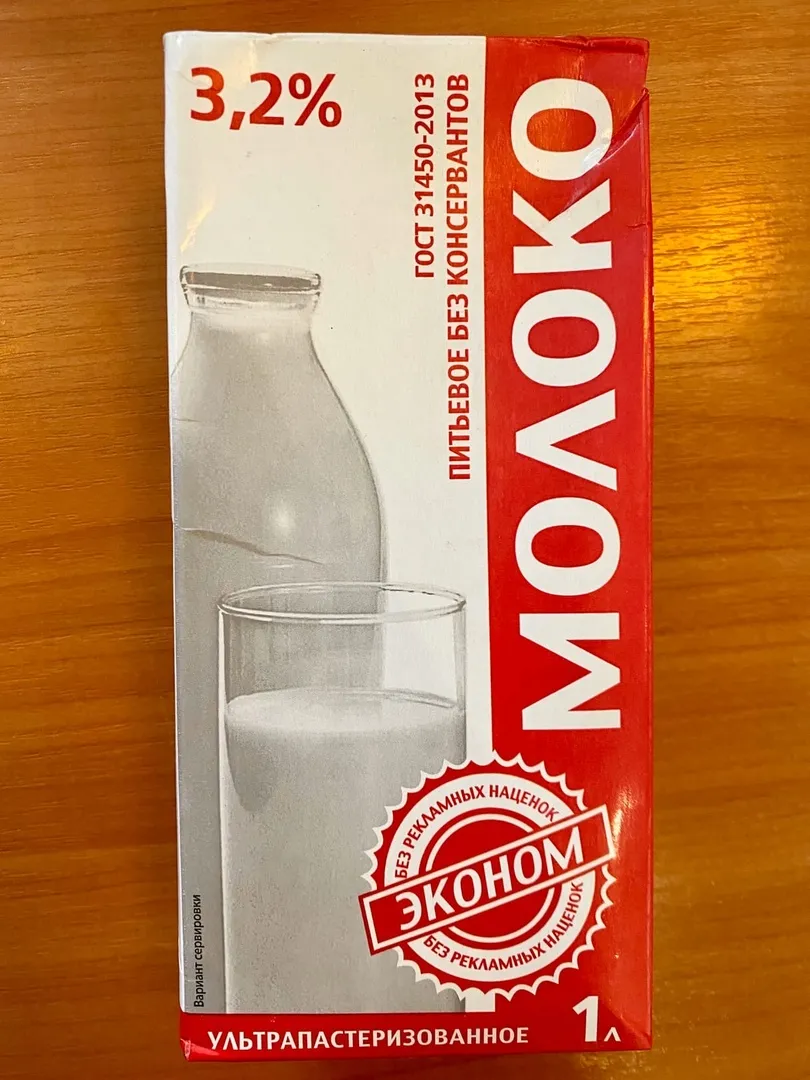 3,2%
ГОСТ 31450-2013
ПИТЬЕВОЕ БЕЗ КОНСЕРВАНТОВ
МОЛОКО
БЕЗ РЕКЛАМНЫХ НАЦЕНОК
ЭКОНОМ
БЕЗ РЕКЛАМНЫХ НАЦЕНОК
Вариант сервировки
УЛЬТРАПАСТЕРИЗОВАННОЕ
1л